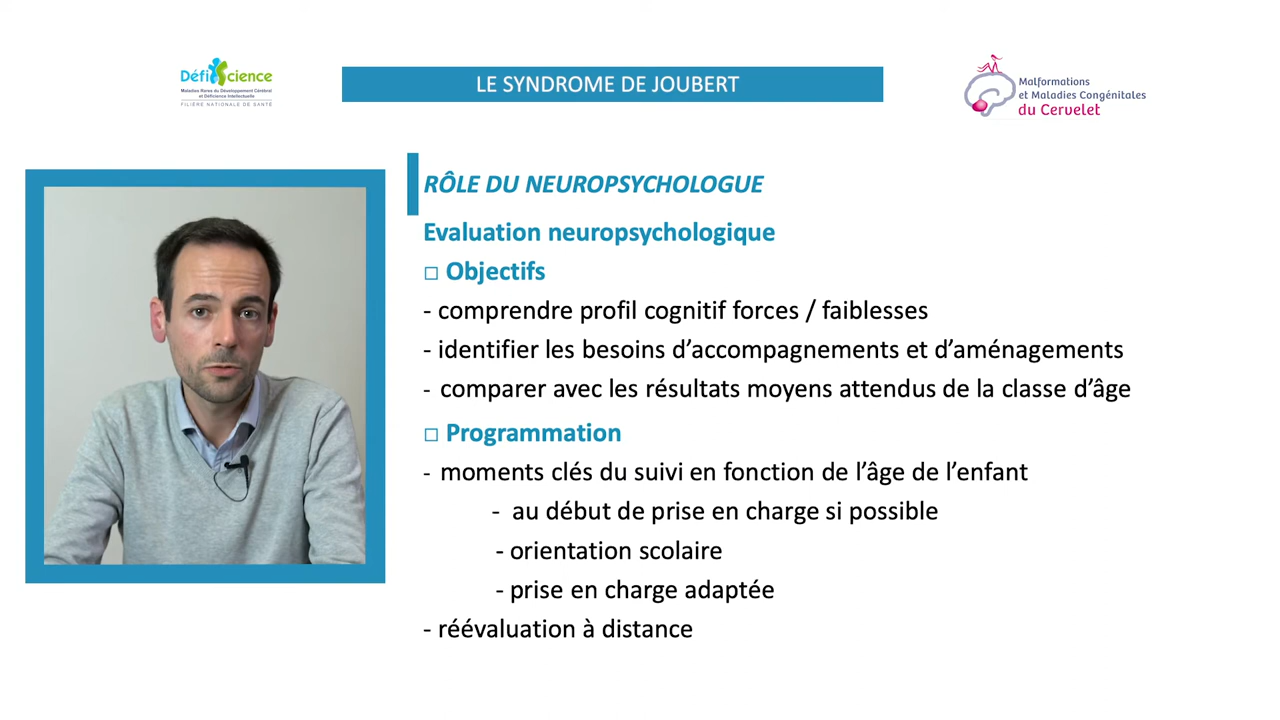 DéfiScience
Maladies Rares du Développement Cérébral
et Déficience Intellectuelle
FILIÈRE NATIONALE DE SANTÉ
LE SYNDROME DE JOUBERT
Malformations
et Maladies Congénitales
du Cervelet
RÔLE DU NEUROPSYCHOLOGUE
Evaluation neuropsychologique
□ Objectifs
- comprendre profil cognitif forces / faiblesses
- identifier les besoins d’accompagnements et d’aménagements
- comparer avec les résultats moyens attendus de la classe d’âge
□ Programmation
- moments clés du suivi en fonction de l’âge de l’enfant
- au début de prise en charge si possible
- orientation scolaire
- prise en charge adaptée
- réévaluation à distance